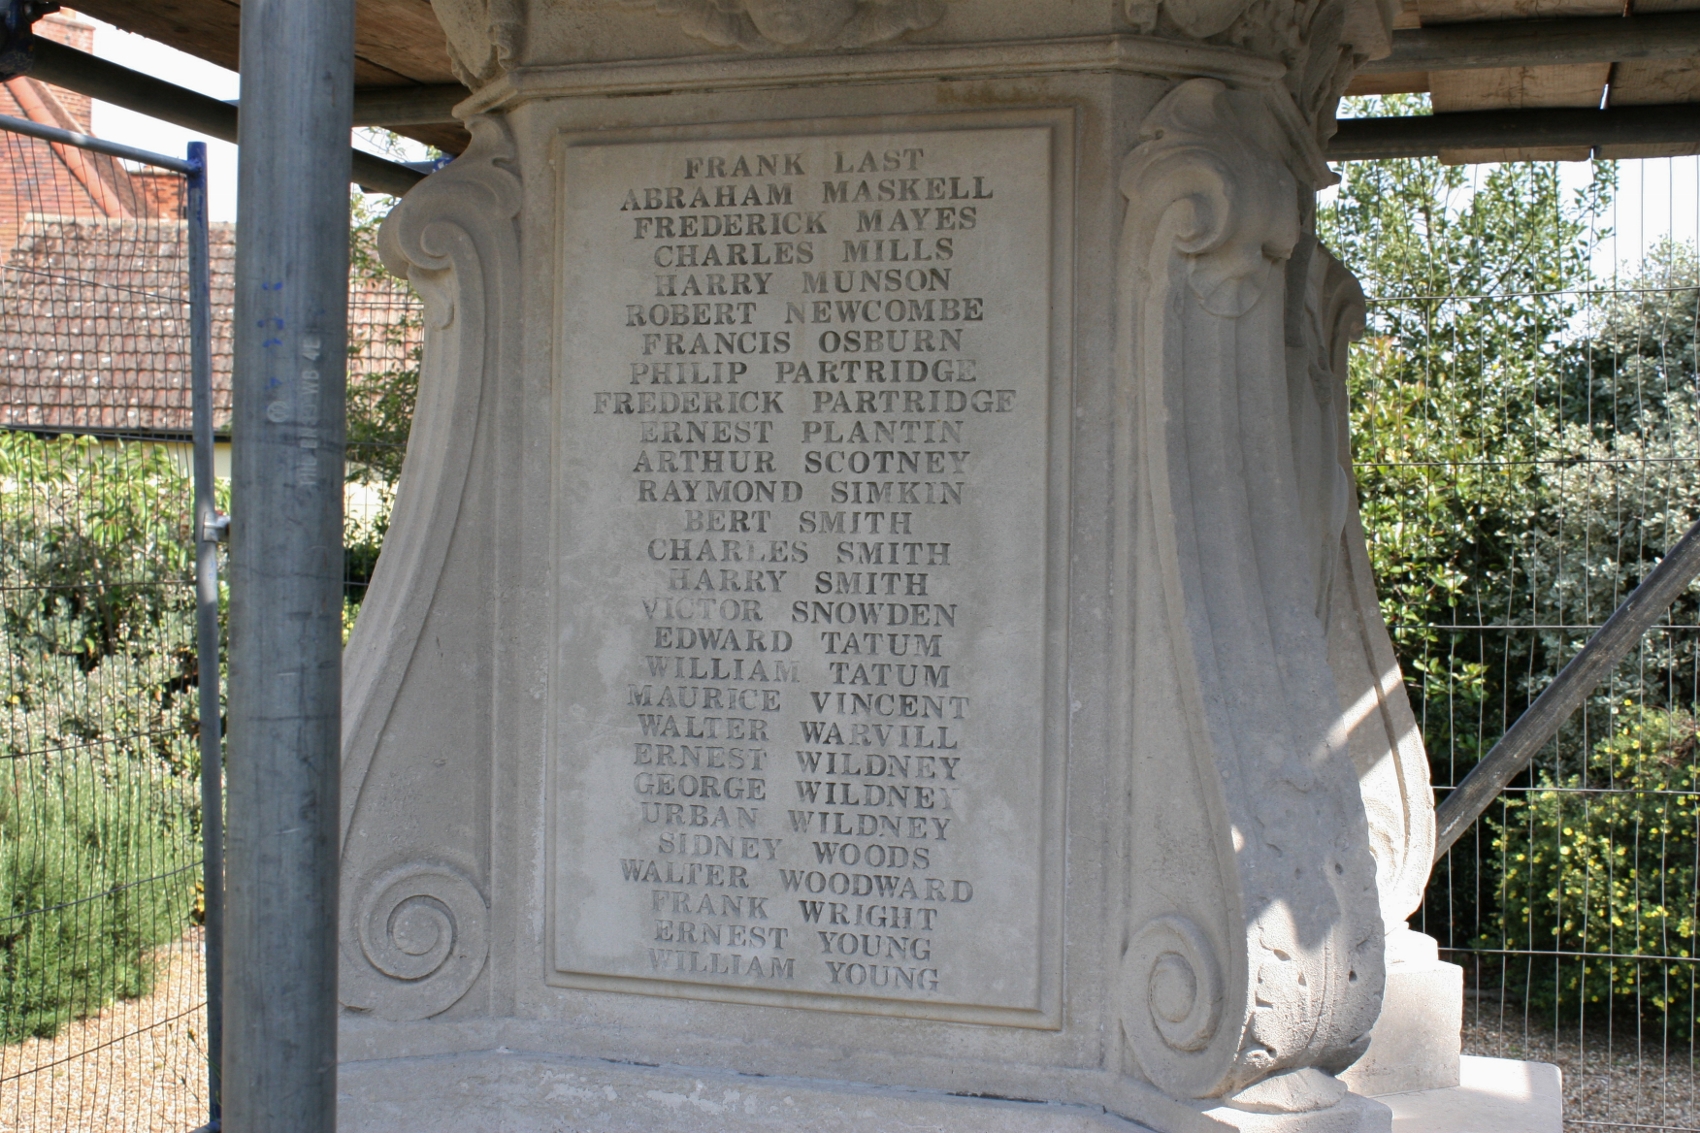 FRANK LAST
ABRAHAM MASKELL
FREDERICK MAYES
CHARLES MILLS
HARRY MUNSON
ROBERT NEWCOMBE
FRANCIS OSBURN
PHILIP PARTRIDGE
FREDERICK PARTRIDGE
ERNEST PLANTIN
ARTHUR SCOTNEY
RAYMOND SIMKIN
BERT SMITH
CHARLES SMITH
HARRY SMITH
VICTOR SNOWDEN
EDWARD TATUM
WILLIAM TATUM
MAURICE VINCENT
WALTER WARVILL
ERNEST WILDNEY
GEORGE WILDNEY
URBAN WILDNEY
SIDNEY WOODS
WALTER WOODWARD
FRANK WRIGHT
ERNEST YOUNG
WILLIAM YOUNG